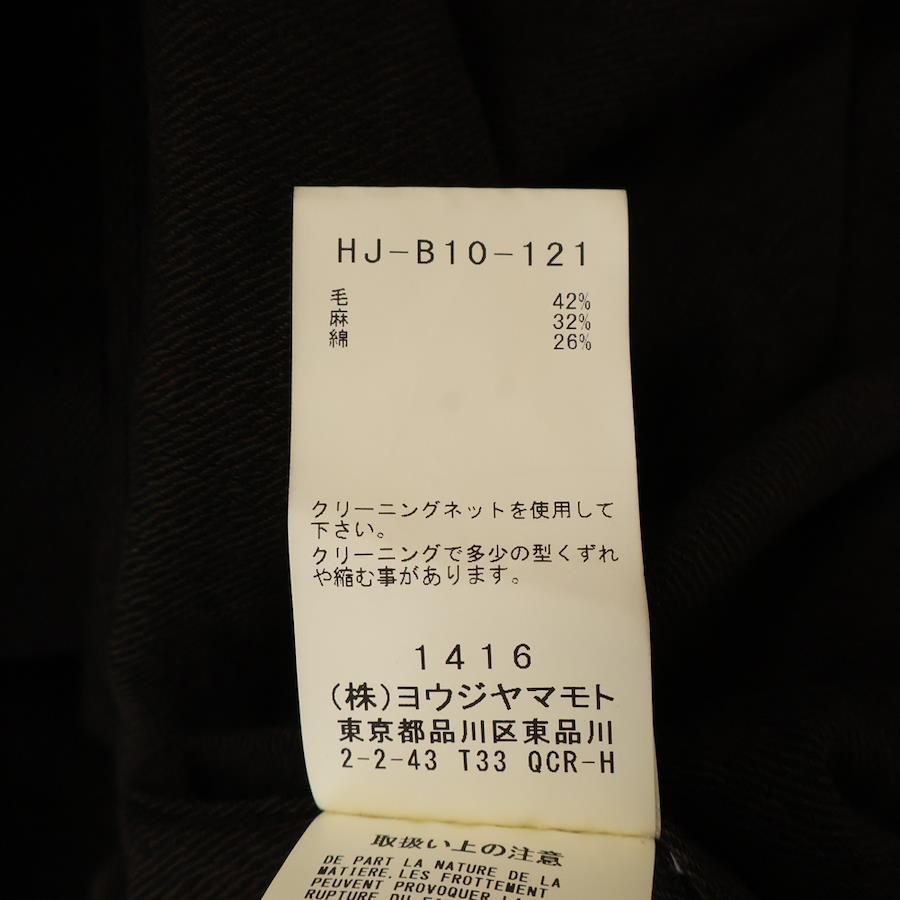 HJ-B10-121
毛 42%
麻 32%
綿 26%
クリーニングネットを使用して
下さい。
クリーニングで多少の型くずれ
や縮む事があります。
1416
(株)ヨウジヤマモト
東京都品川区東品川
2-2-43 T33 QCR-H
取扱い上の注意
DE PART LA NATURE DE LA
MATIERE,LES FROTTEMENT
PEUVENT PROVOQUER
RUPTURE DU